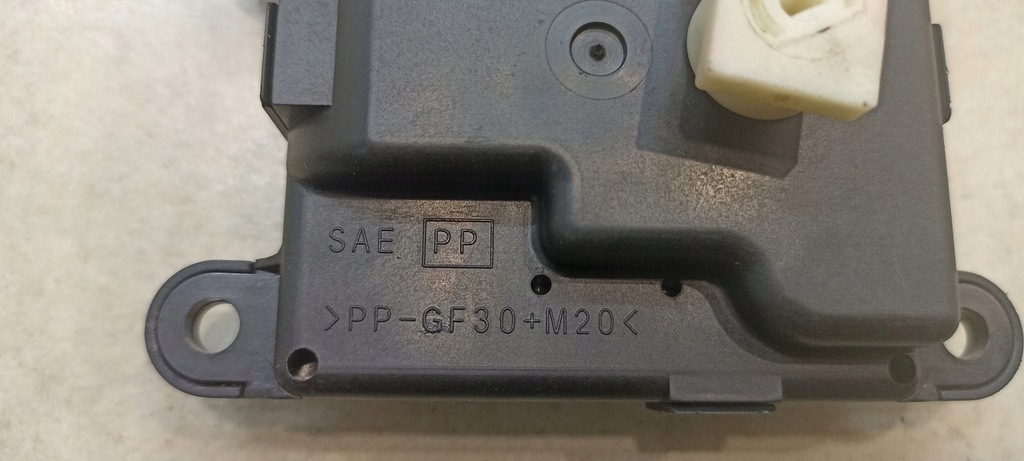 SAE PP
>PP-GF30+M20<